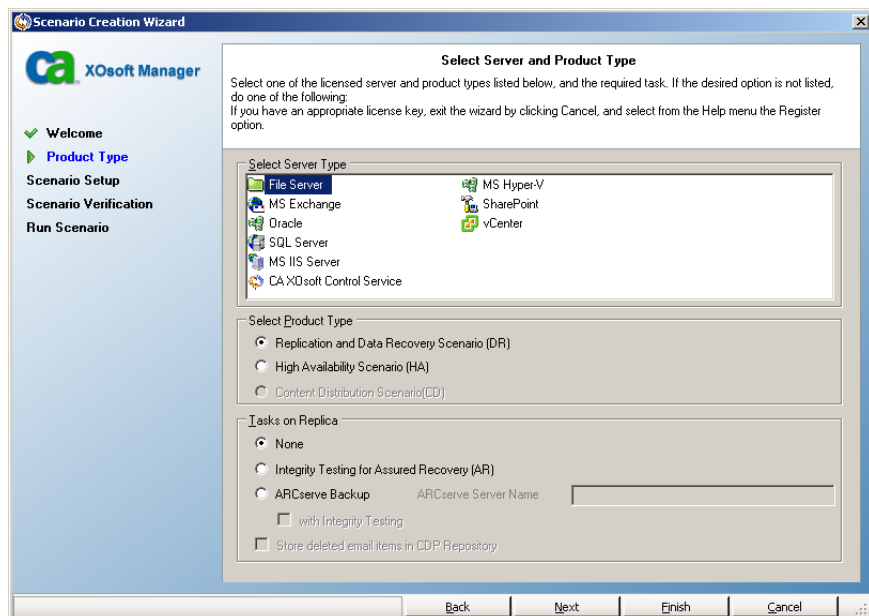 Scenario Creation Wizard
ca XOsoft Manager
Welcome
Product Type
Scenario Setup
Scenario Verification
Run Scenario
Select Server and Product Type
Select one of the licensed server and product types listed below, and the required task. If the desired option is not listed,
do one of the following:
If you have an appropriate license key, exit the wizard by clicking Cancel, and select from the Help menu the Register
option.
Select Server Type
File Server
MS Exchange
Oracle
SQL Server
MS IIS Server
CA XOsoft Control Service
MS Hyper-V
SharePoint
vCenter
Select Product Type
Replication and Data Recovery Scenario (DR)
High Availability Scenario (HA)
Content Distribution Scenario(CD)
Tasks on Replica
None
Integrity Testing for Assured Recovery (AR)
ARCserve Backup ARCserve Server Name
with Integrity Testing
Store deleted email items in CDP Repository
Back Next Finish Cancel